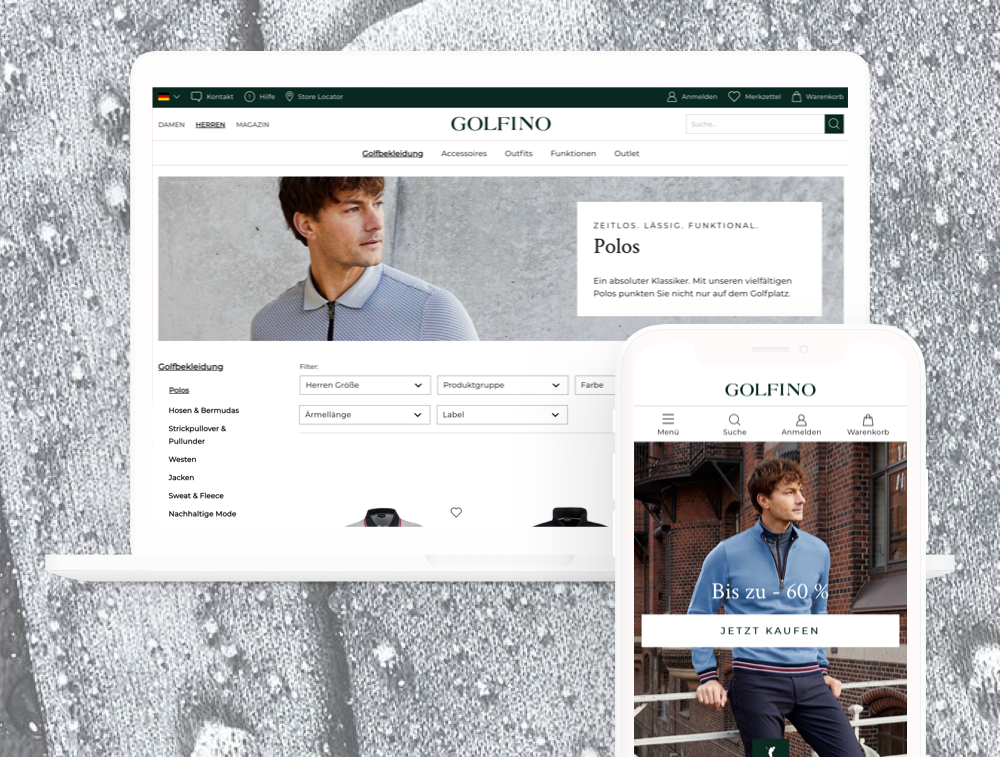 Kontakt Hilfe Store Locator Anmelden Merkzettel Warenkorb
DAMEN HERREN MAGAZIN GOLFINO Suche...
Golfbekleidung Accessoires Outfits Funktionen Outlet
ZEITLOS. LÄSSIG. FUNKTIONAL.
Polos
Ein absoluter Klassiker. Mit unseren vielfältigen
Polos punkten Sie nicht nur auf dem Golfplatz.
Golfbekleidung
Polos
Hosen & Bermudas
Strickpullover &
Pullunder
Westen
Jacken
Sweat & Fleece
Nachhaltige Mode
Filter:
Herren Größe Produktgruppe Farbe
Ärmellänge Label
GOLFINO
Menü Suche Anmelden Warenkorb
Bis zu - 60 %
JETZT KAUFEN